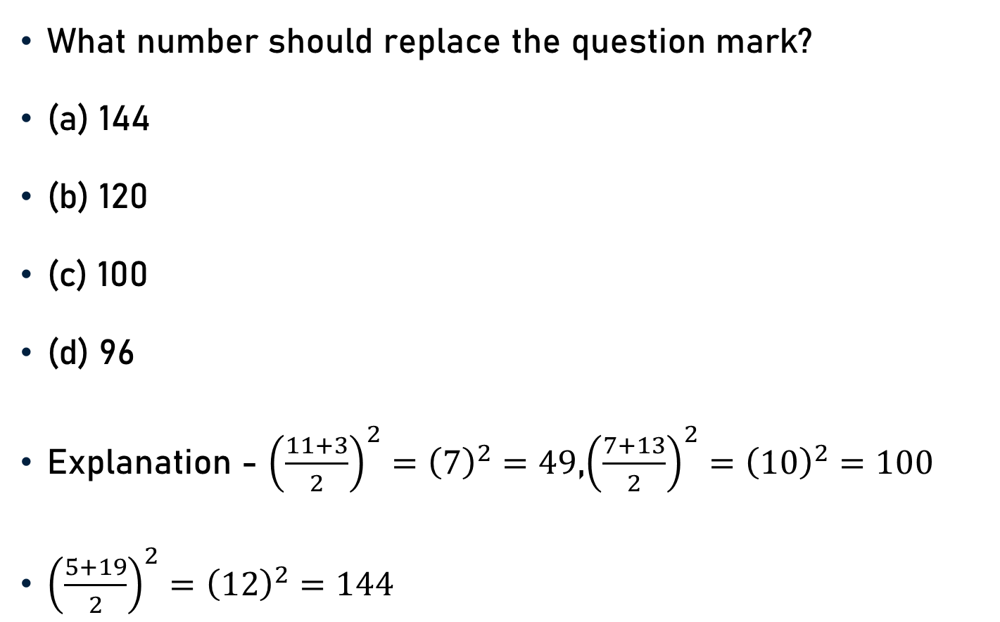 • What number should replace the question mark?
• (a) 144
• (b) 120
• (c) 100
• (d) 96
• Explanation - $\left(\frac{11+3}{2}\right)^2 = (7)^2 = 49, \left(\frac{7+13}{2}\right)^2 = (10)^2 = 100$
• $\left(\frac{5+19}{2}\right)^2 = (12)^2 = 144$